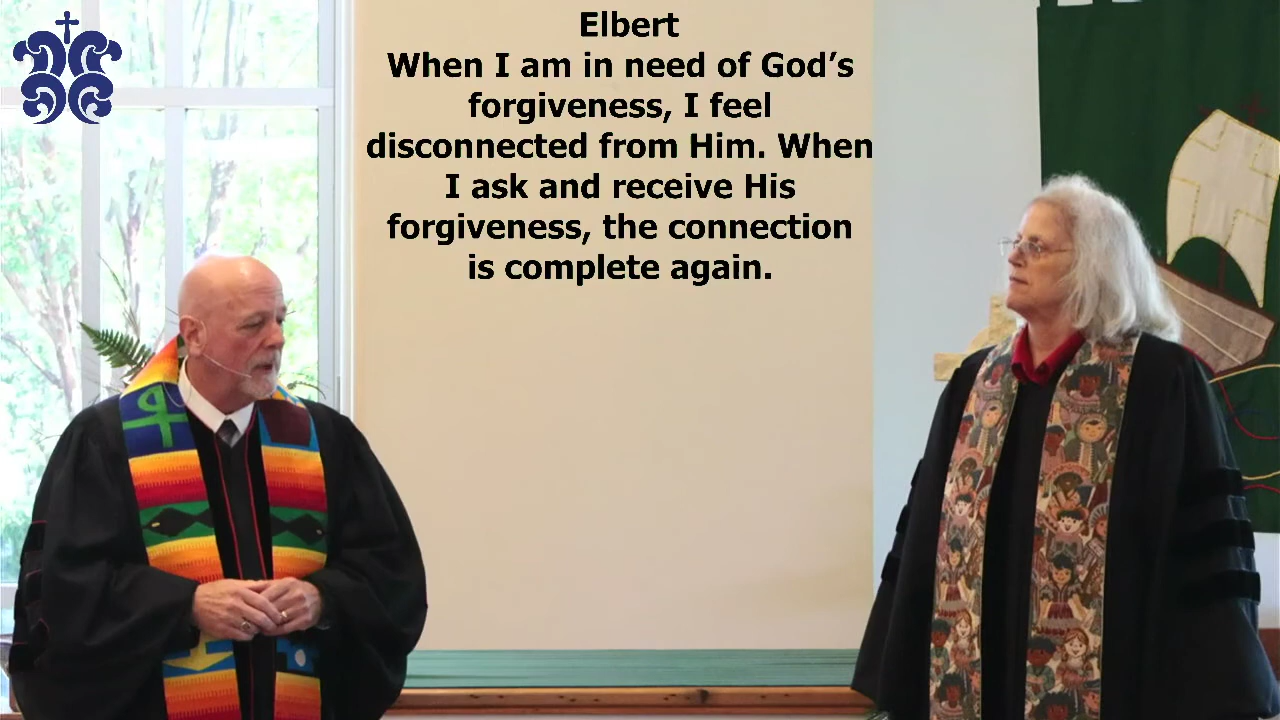 Elbert
When I am in need of God’s
forgiveness, I feel
disconnected from Him. When
I ask and receive His
forgiveness, the connection
is complete again.